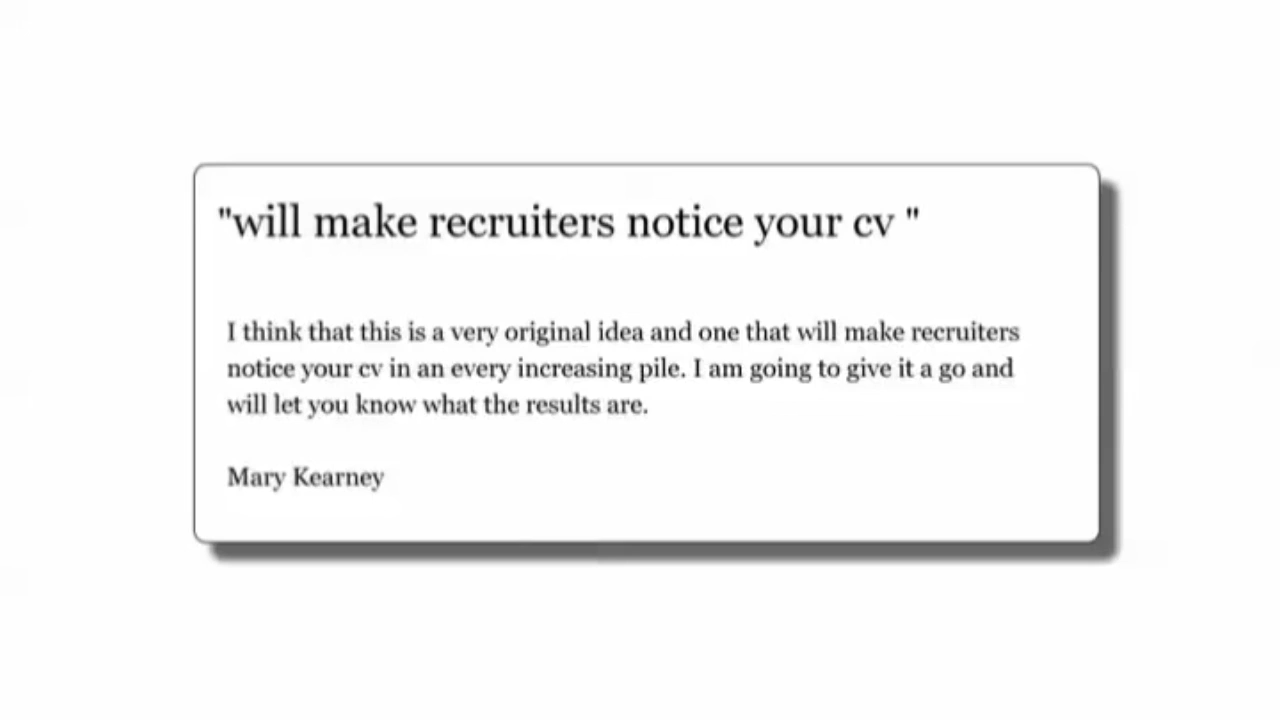 "will make recruiters notice your cv "
I think that this is a very original idea and one that will make recruiters
notice your cv in an every increasing pile. I am going to give it a go and
will let you know what the results are.
Mary Kearney